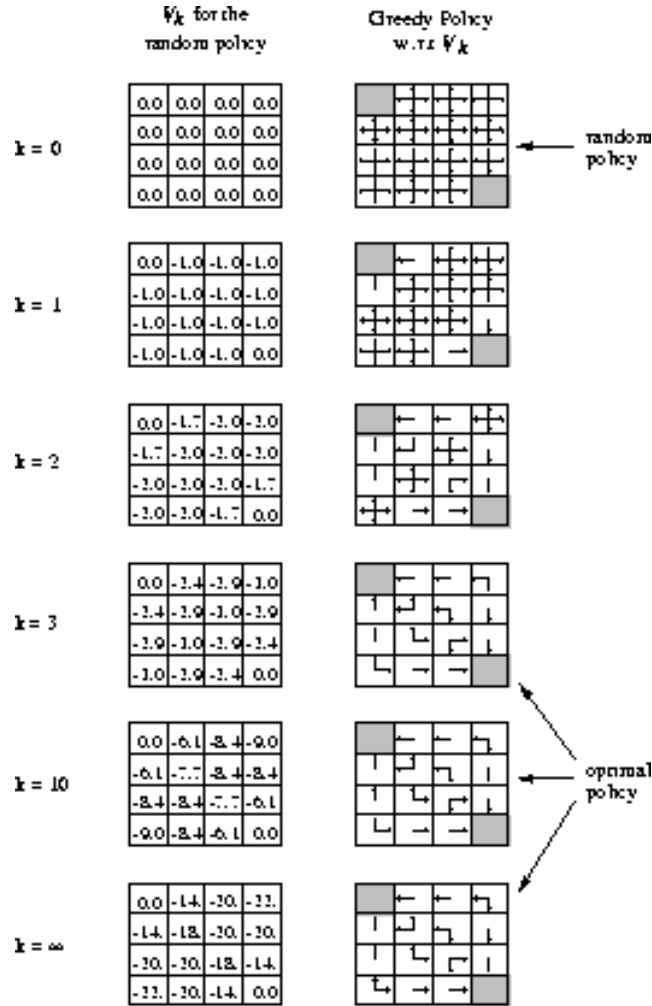 V_k for the random policy
Greedy Policy w.r.t. V_k
0.0 0.0 0.0 0.0
0.0 0.0 0.0 0.0
k = 0
random policy
0.0 0.0 0.0 0.0
0.0 0.0 0.0 0.0
0.0 -1.0 -1.0 -1.0
-1.0 -1.0 -1.0 -1.0
k = 1
-1.0 -1.0 -1.0 -1.0
-1.0 -1.0 -1.0 0.0
0.0 -1.7 -2.0 -2.0
-1.7 -2.0 -2.0 -2.0
k = 2
-2.0 -2.0 -2.0 -1.7
-2.0 -2.0 -1.7 0.0
0.0 -2.4 -2.9 -3.0
-2.4 -2.9 -3.0 -2.9
k = 3
-2.9 -3.0 -2.9 -2.4
-3.0 -2.9 -2.4 0.0
0.0 -6.1 -8.4 -9.0
-6.1 -7.7 -8.4 -8.4
k = 10
optimal policy
-8.4 -8.4 -7.7 -6.1
-9.0 -8.4 -6.1 0.0
0.0 -14. -20. -22.
-14. -18. -20. -20.
k = ∞
-20. -20. -18. -14.
-22. -20. -14. 0.0